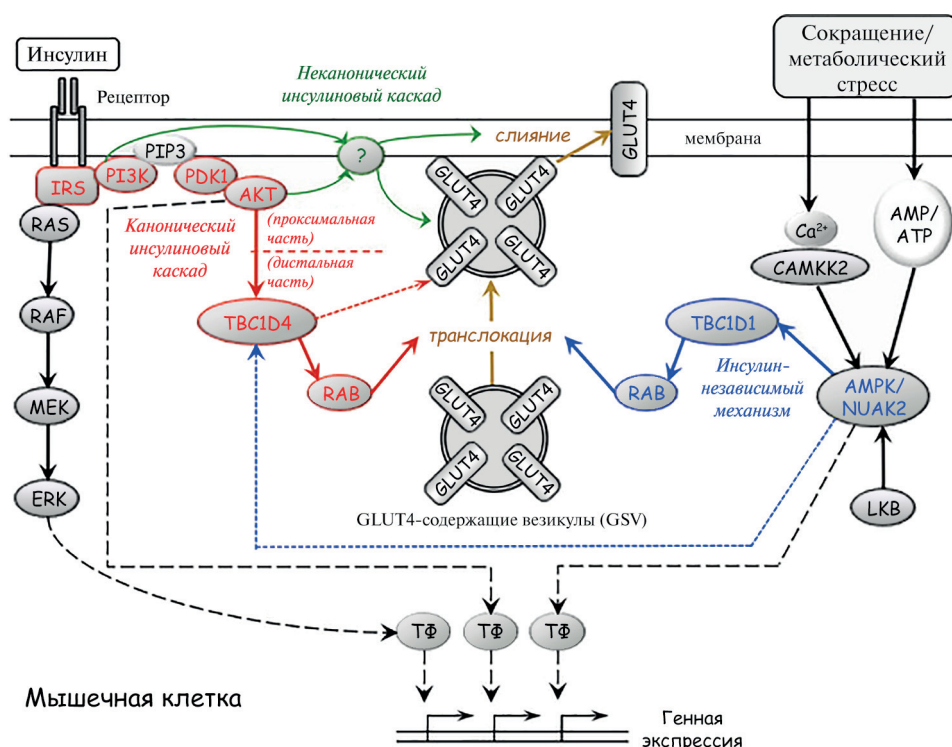 Инсулин
Рецептор
Неканонический
инсулиновый каскад
Сокращение/
метаболический
стресс
GLUT4
слияние
мембрана
?
PIP3
IRS
PI3K
PDK1
AKT
GLUT4
GLUT4
GLUT4
GLUT4
RAS
Канонический
инсулиновый
каскад
(проксимальная
часть)
(дистальная
часть)
Ca²⁺
CAMKK2
AMP/
ATP
RAF
TBC1D4
транслокация
TBC1D1
Инсулин-
независимый
механизм
RAB
RAB
AMPK/
NUAK2
MEK
GLUT4
GLUT4
GLUT4
GLUT4
ERK
LKB
GLUT4-содержащие везикулы (GSV)
ТФ
ТФ
ТФ
Мышечная клетка
Генная
экспрессия